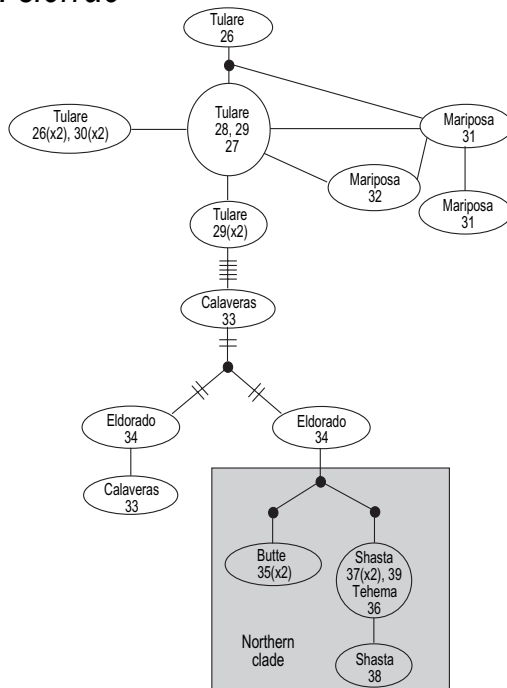 Tulare
26
Tulare
26(x2), 30(x2)
Tulare
28, 29
27
Mariposa
31
Mariposa
32
Mariposa
31
Tulare
29(x2)
Calaveras
33
Eldorado
34
Eldorado
34
Calaveras
33
Butte
35(x2)
Shasta
37(x2), 39
Tehema
36
Northern
clade
Shasta
38